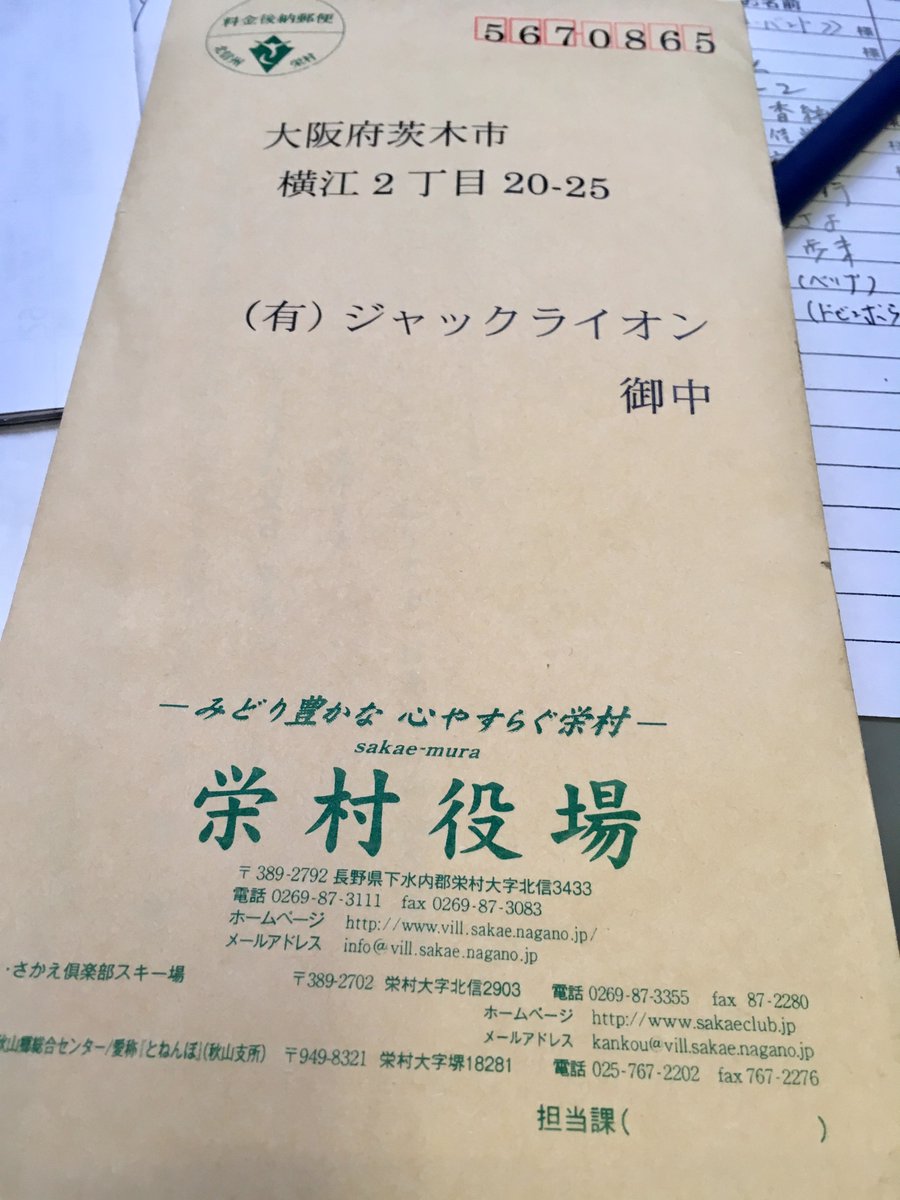 料金後納郵便
北信州 栄村
5670865
大阪府茨木市
横江2丁目20-25
(有)ジャックライオン
御中
―みどり豊かな 心やすらぐ栄村―
sakae-mura
栄村役場
〒389-2792 長野県下水内郡栄村大字北信3433
電話 0269-87-3111 fax 0269-87-3083
ホームページ http://www.vill.sakae.nagano.jp/
メールアドレス info@vill.sakae.nagano.jp
・さかえ倶楽部スキー場 〒389-2702 栄村大字北信2903 電話 0269-87-3355 fax 87-2280
ホームページ http://www.sakaeclub.jp
メールアドレス kankou@vill.sakae.nagano.jp
秋山郷総合センター/愛称「とねんぼ」(秋山支所) 〒949-8321 栄村大字堺18281 電話 025-767-2202 fax 767-2276
担当課( )
お名前
様
(ベップ)